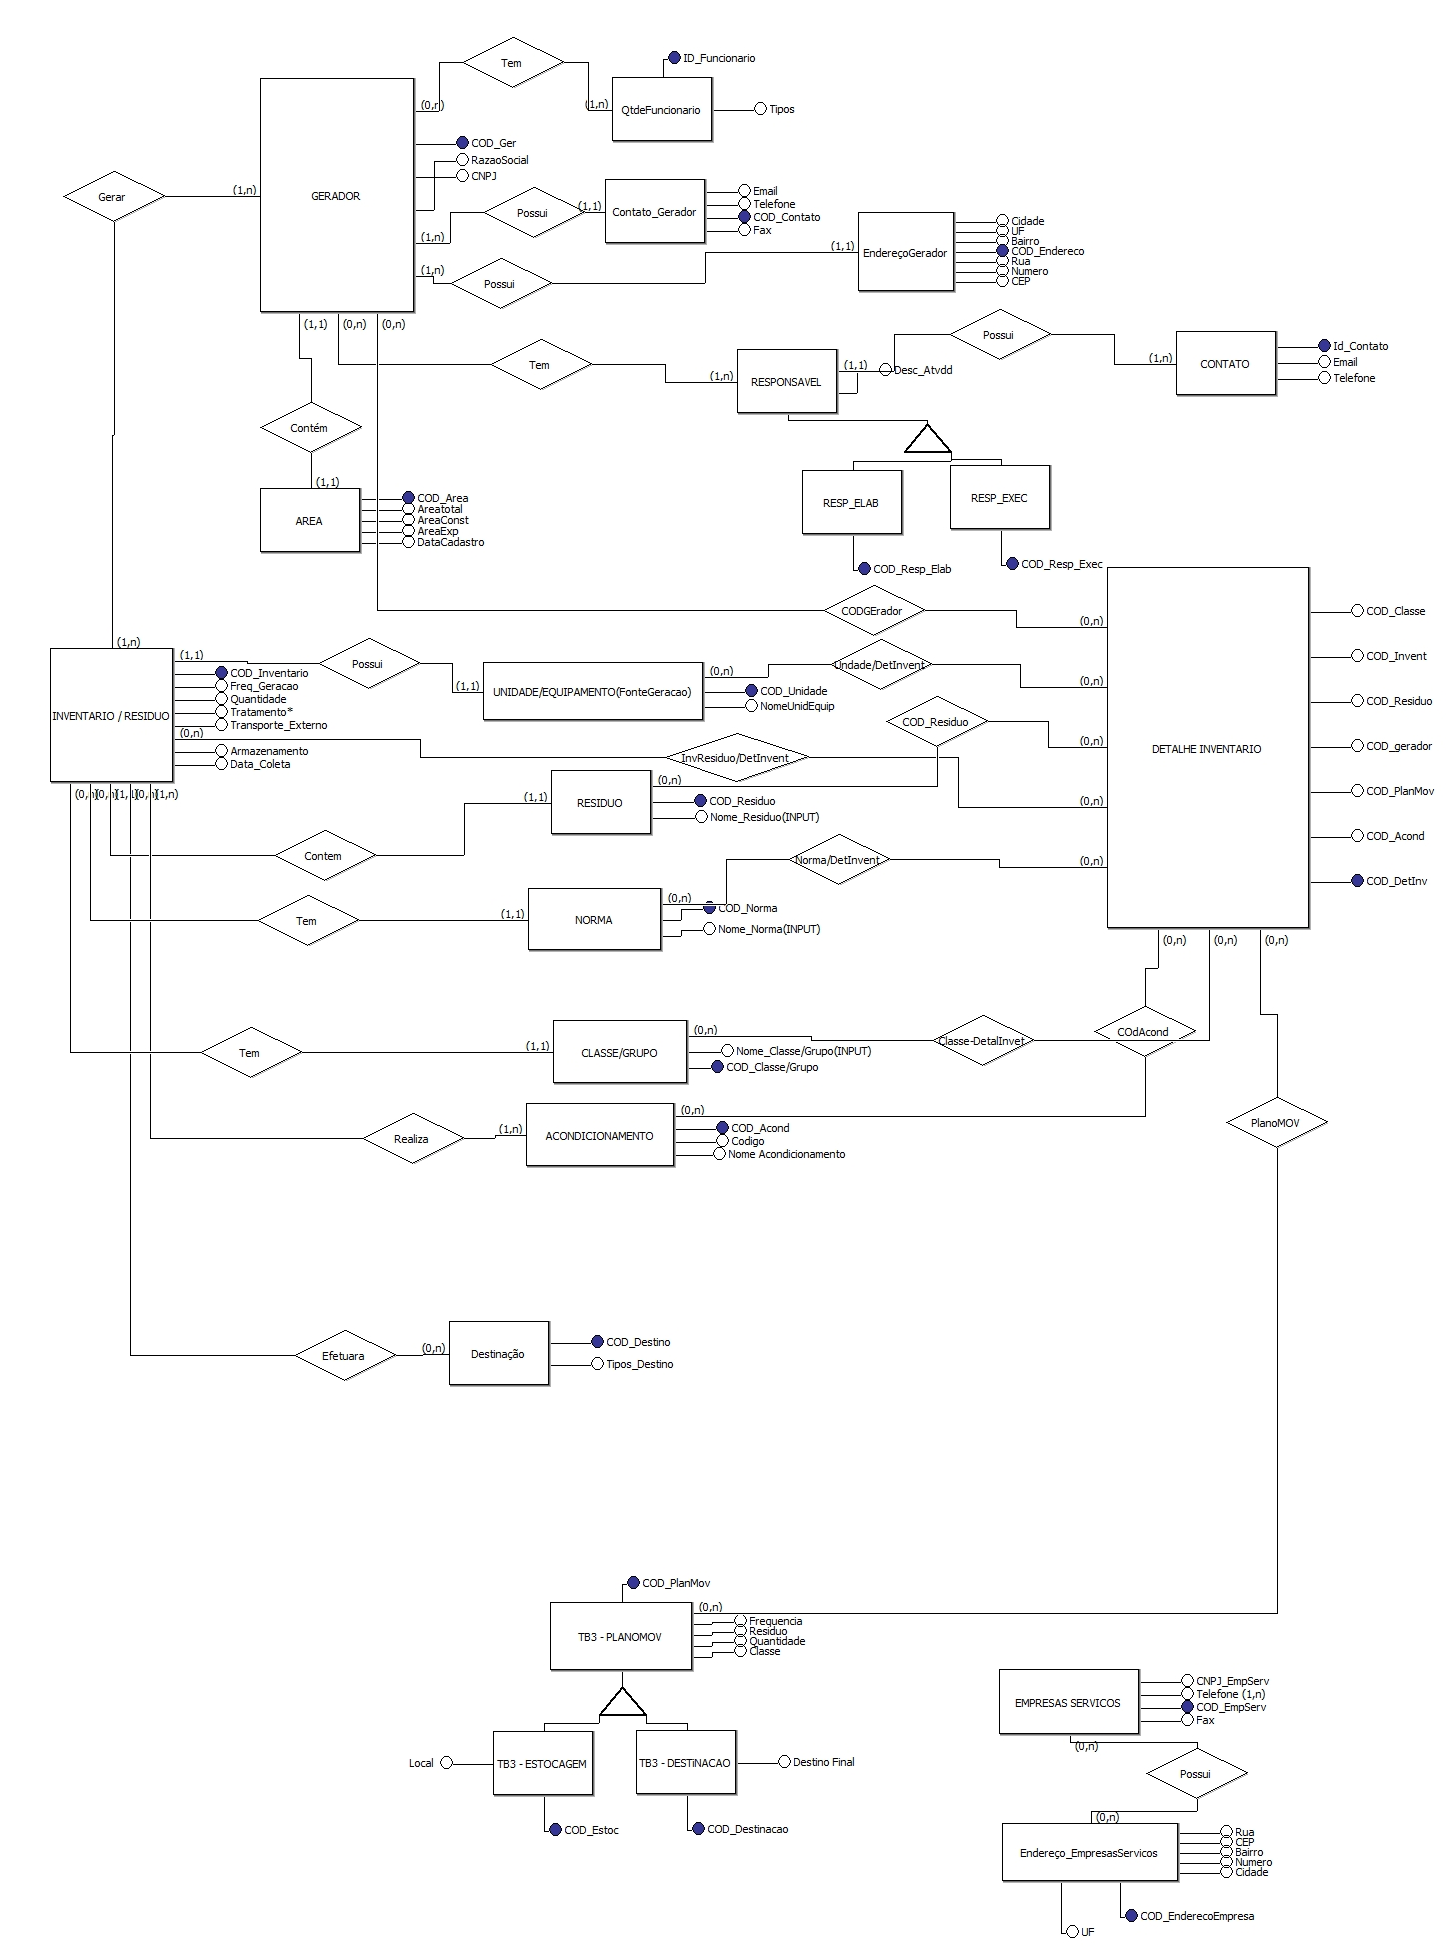 Tem
ID_Funcionario
(0,n)
(1,n)
QtdeFuncionario
Tipos
COD_Ger
RazaoSocial
CNPJ
Gerar
(1,n)
GERADOR
Possui
(1,1)
Contato_Gerador
Email
Telefone
COD_Contato
Fax
(1,n)
(1,n)
Possui
(1,1)
EndereçoGerador
Cidade
UF
Bairro
COD_Endereco
Rua
Numero
CEP
(1,1)
(0,n)
(0,n)
Tem
(1,n)
RESPONSAVEL
(1,1)
Desc_Atvdd
Possui
(1,n)
CONTATO
Id_Contato
Email
Telefone
Contém
(1,1)
AREA
COD_Area
Areatotal
AreaConst
AreaExp
DataCadastro
RESP_ELAB
RESP_EXEC
COD_Resp_Elab
COD_Resp_Exec
CODGErador
(0,n)
(1,n)
INVENTARIO / RESIDUO
(1,1)
COD_Inventario
Freq_Geracao
Quantidade
Tratamento*
Transporte_Externo
(0,n)
Armazenamento
Data_Coleta
Possui
(1,1)
UNIDADE/EQUIPAMENTO(FonteGeracao)
(0,n)
COD_Unidade
NomeUnidEquip
Undade/DetInvent
(0,n)
COD_Residuo
(0,n)
InvResiduo/DetInvent
(0,n)
DETALHE INVENTARIO
COD_Classe
COD_Invent
COD_Residuo
COD_gerador
COD_PlanMov
COD_Acond
COD_DetInv
(1,n)
Contem
(1,1)
RESIDUO
(0,n)
COD_Residuo
Nome_Residuo(INPUT)
Norma/DetInvent
(0,n)
Tem
(1,1)
NORMA
(0,n)
COD_Norma
Nome_Norma(INPUT)
(0,n)
(0,n)
(0,n)
Tem
(1,1)
CLASSE/GRUPO
(0,n)
Nome_Classe/Grupo(INPUT)
COD_Classe/Grupo
Classe-DetalInvet
COdAcond
Realiza
(1,n)
ACONDICIONAMENTO
(0,n)
COD_Acond
Codigo
Nome Acondicionamento
PlanoMOV
Efetuara
(0,n)
Destinação
COD_Destino
Tipos_Destino
COD_PlanMov
TB3 - PLANOMOV
(0,n)
Frequencia
Residuo
Quantidade
Classe
Local
TB3 - ESTOCAGEM
TB3 - DESTiNACAO
Destino Final
COD_Estoc
COD_Destinacao
EMPRESAS SERVICOS
CNPJ_EmpServ
Telefone (1,n)
COD_EmpServ
Fax
(0,n)
Possui
(0,n)
Endereço_EmpresasServicos
Rua
CEP
Bairro
Numero
Cidade
COD_EnderecoEmpresa
UF